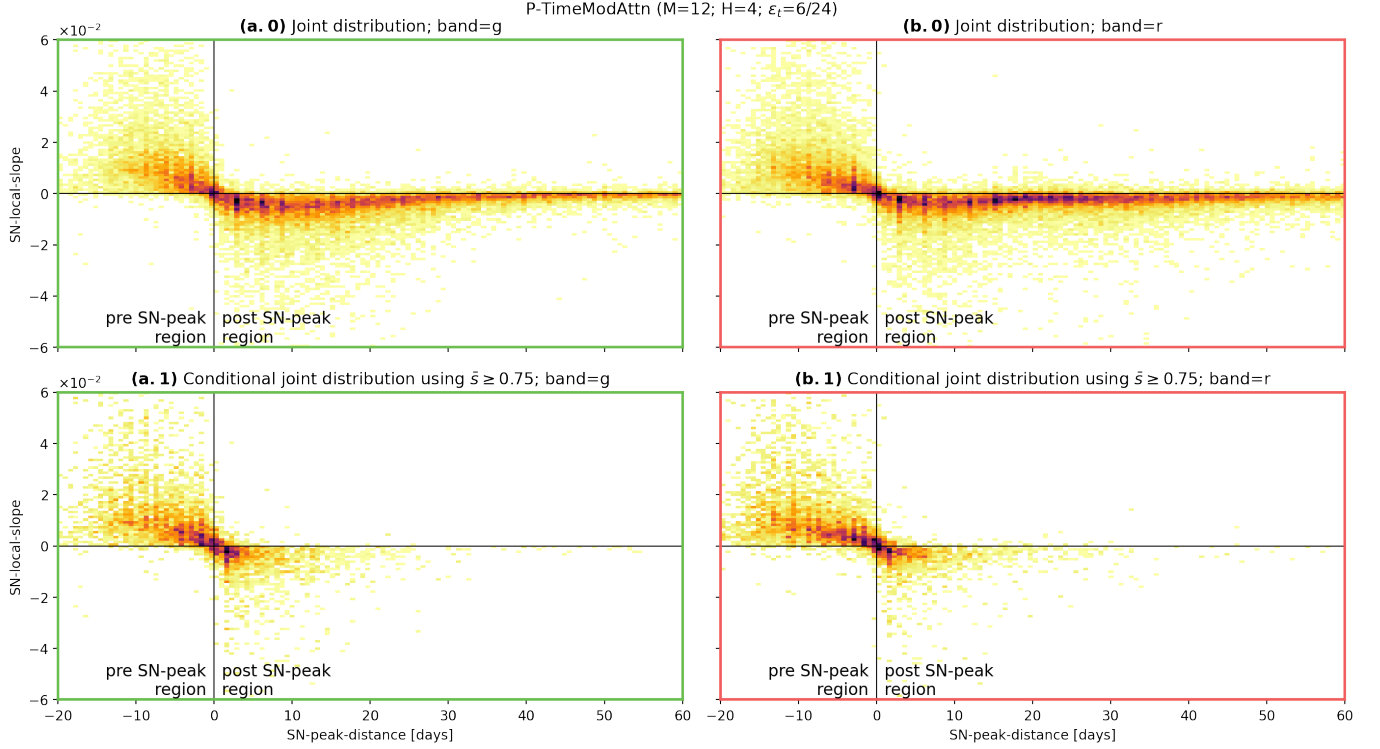 P-TimeModAttn (M=12; H=4; εₜ=6/24)
(a.0) Joint distribution; band=g
(b.0) Joint distribution; band=r
×10⁻²
6
4
2
0
−2
−4
−6
SN-local-slope
pre SN-peak
region
post SN-peak
region
pre SN-peak
region
post SN-peak
region
(a.1) Conditional joint distribution using s̄ ≥ 0.75; band=g
(b.1) Conditional joint distribution using s̄ ≥ 0.75; band=r
×10⁻²
6
4
2
0
−2
−4
−6
SN-local-slope
pre SN-peak
region
post SN-peak
region
pre SN-peak
region
post SN-peak
region
−20 −10 0 10 20 30 40 50 60
−20 −10 0 10 20 30 40 50 60
SN-peak-distance [days]
SN-peak-distance [days]